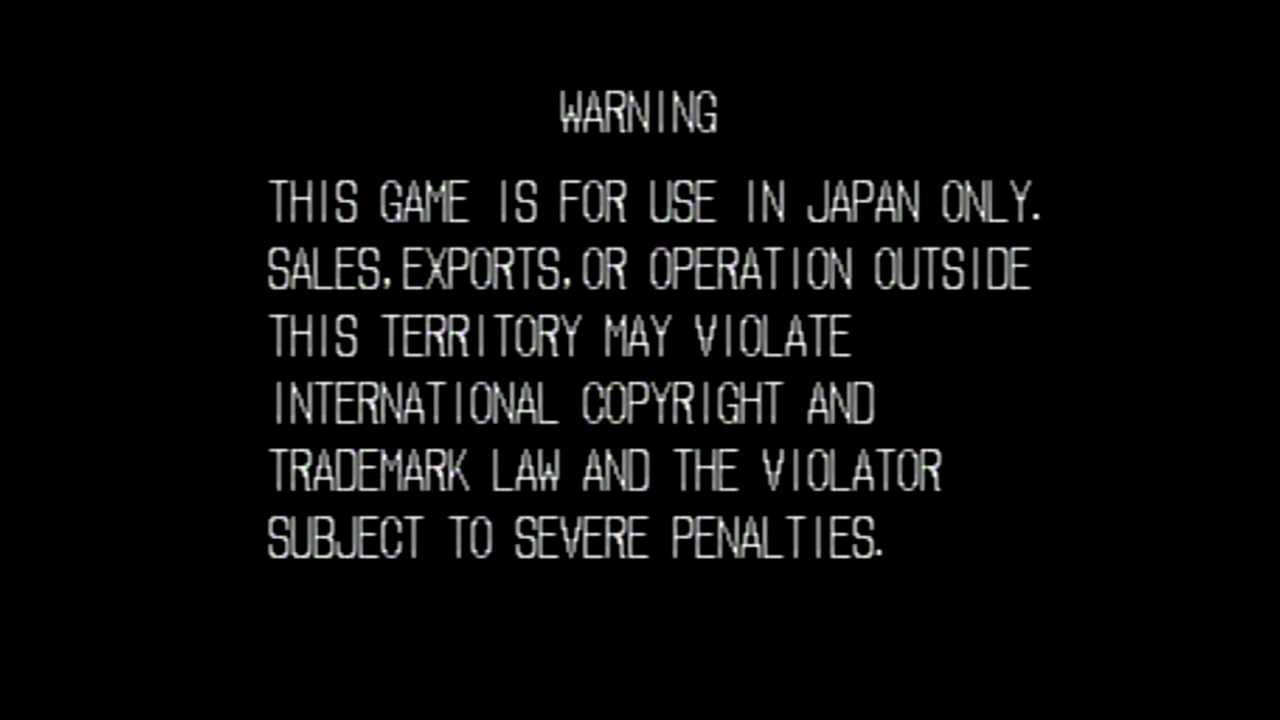 WARNING
THIS GAME IS FOR USE IN JAPAN ONLY.
SALES,EXPORTS,OR OPERATION OUTSIDE
THIS TERRITORY MAY VIOLATE
INTERNATIONAL COPYRIGHT AND
TRADEMARK LAW AND THE VIOLATOR
SUBJECT TO SEVERE PENALTIES.